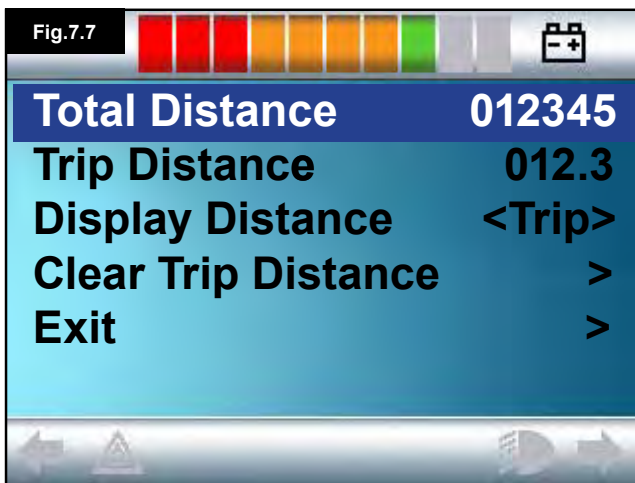 Fig.7.7
Total Distance 012345
Trip Distance 012.3
Display Distance <Trip>
Clear Trip Distance >
Exit >